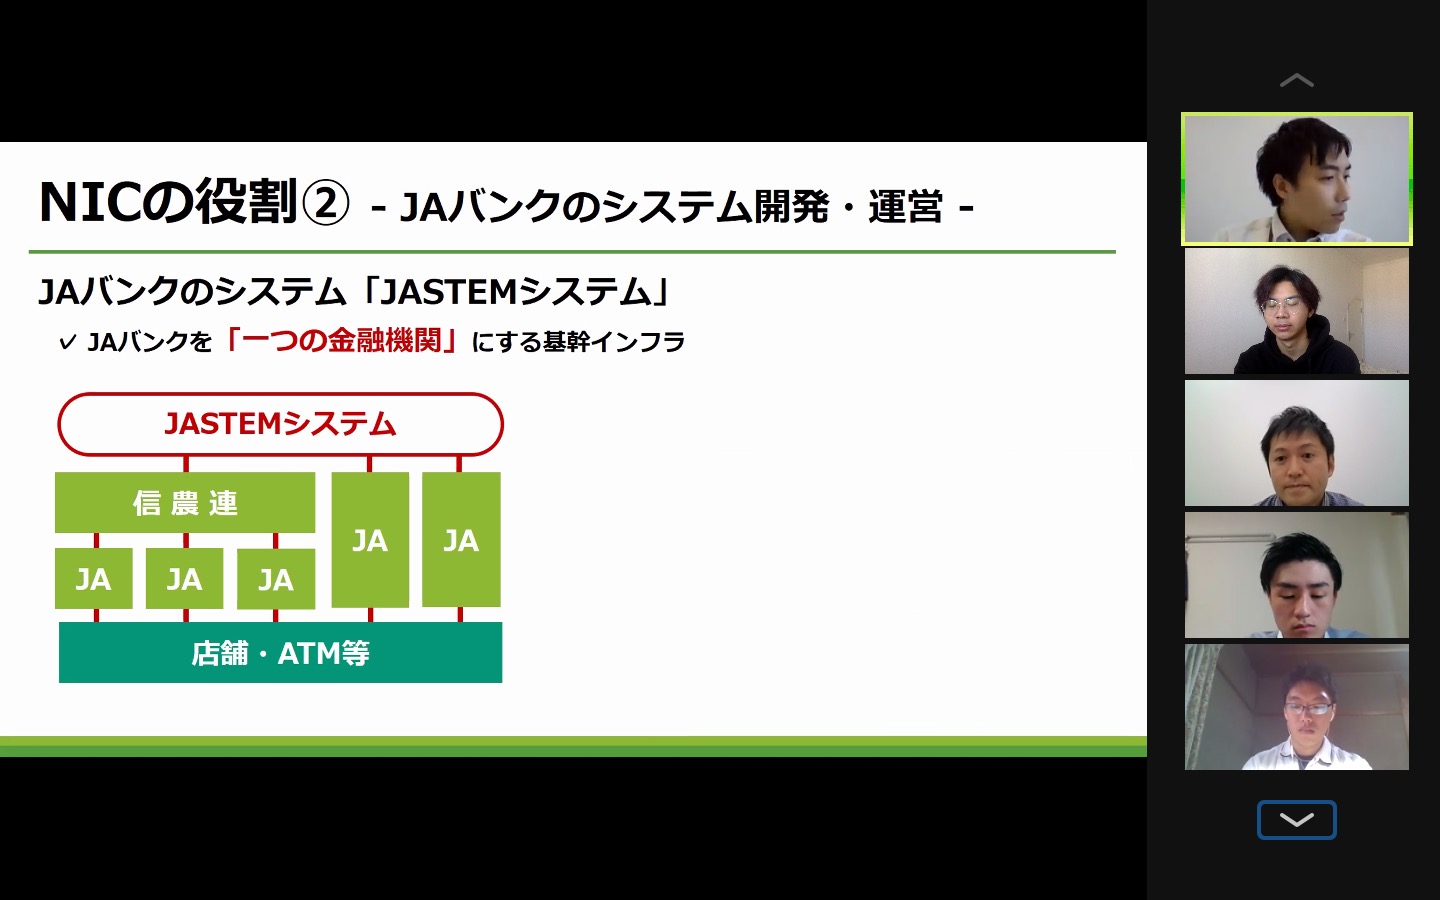 NICの役割② - JAバンクのシステム開発・運営 -
JAバンクのシステム「JASTEMシステム」
✓ JAバンクを「一つの金融機関」にする基幹インフラ
JASTEMシステム
信農連
JA
JA
JA
JA
JA
店舗・ATM等